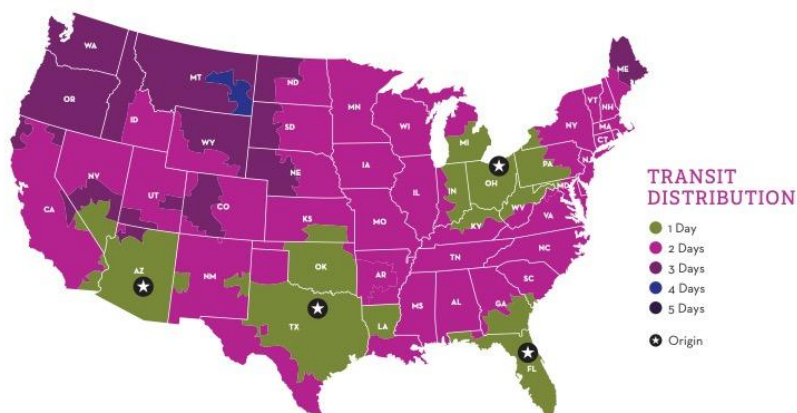 WA
MT
ND
MN
ME
OR
ID
WY
SD
WI
MI
VT
NH
NY
MA
CT
NV
UT
CO
NE
IA
IL
IN
OH
PA
NJ
MD
CA
KS
MO
KY
WV
VA
AZ
NM
OK
AR
TN
NC
SC
TX
LA
MS
AL
GA
FL
TRANSIT
DISTRIBUTION
1 Day
2 Days
3 Days
4 Days
5 Days
Origin